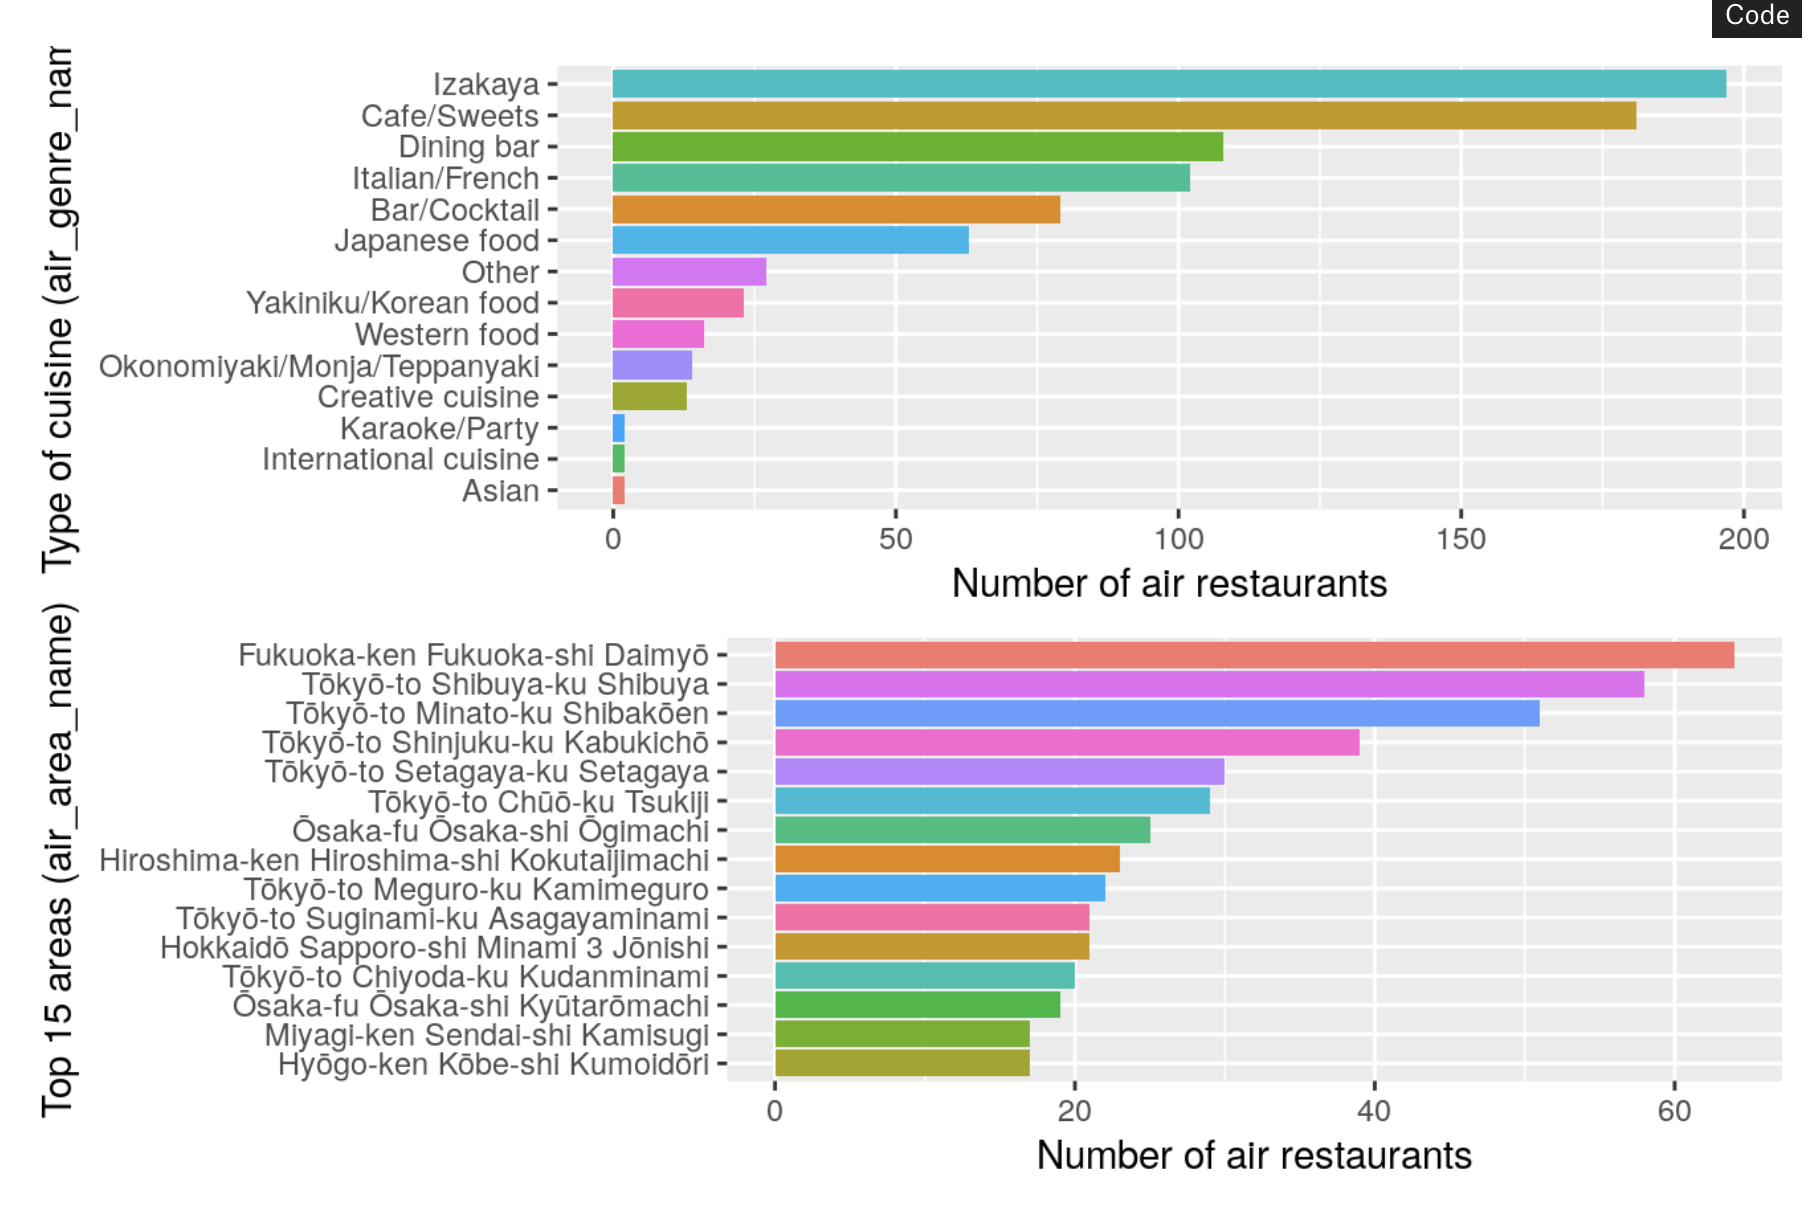 Code
Type of cuisine (air_genre_nam
Izakaya
Cafe/Sweets
Dining bar
Italian/French
Bar/Cocktail
Japanese food
Other
Yakiniku/Korean food
Western food
Okonomiyaki/Monja/Teppanyaki
Creative cuisine
Karaoke/Party
International cuisine
Asian
0 50 100 150 200
Number of air restaurants
Top 15 areas (air_area_name)
Fukuoka-ken Fukuoka-shi Daimyō
Tōkyō-to Shibuya-ku Shibuya
Tōkyō-to Minato-ku Shibakōen
Tōkyō-to Shinjuku-ku Kabukichō
Tōkyō-to Setagaya-ku Setagaya
Tōkyō-to Chūō-ku Tsukiji
Ōsaka-fu Ōsaka-shi Ōgimachi
Hiroshima-ken Hiroshima-shi Kokutaijimachi
Tōkyō-to Meguro-ku Kamimeguro
Tōkyō-to Suginami-ku Asagayaminami
Hokkaidō Sapporo-shi Minami 3 Jōnishi
Tōkyō-to Chiyoda-ku Kudanminami
Ōsaka-fu Ōsaka-shi Kyūtarōmachi
Miyagi-ken Sendai-shi Kamisugi
Hyōgo-ken Kōbe-shi Kumoidōri
0 20 40 60
Number of air restaurants